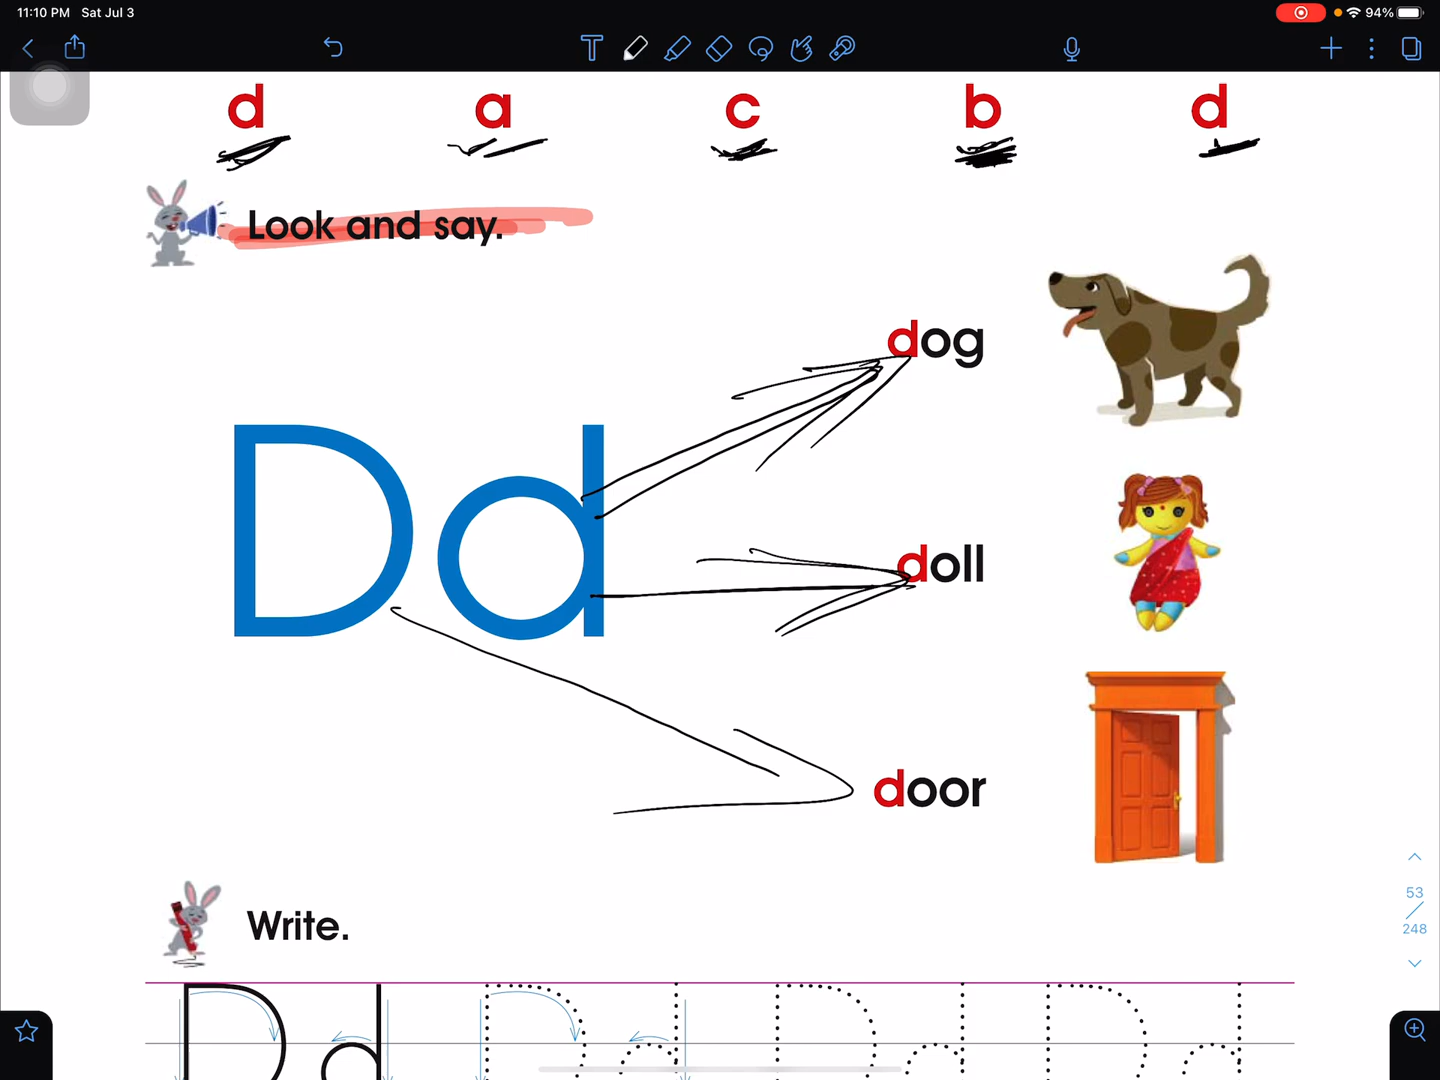 11:10 PM Sat Jul 3 94%
d a c b d
Look and say.
dog
Dd
doll
door
53
248
Write.
D d D d D d D d